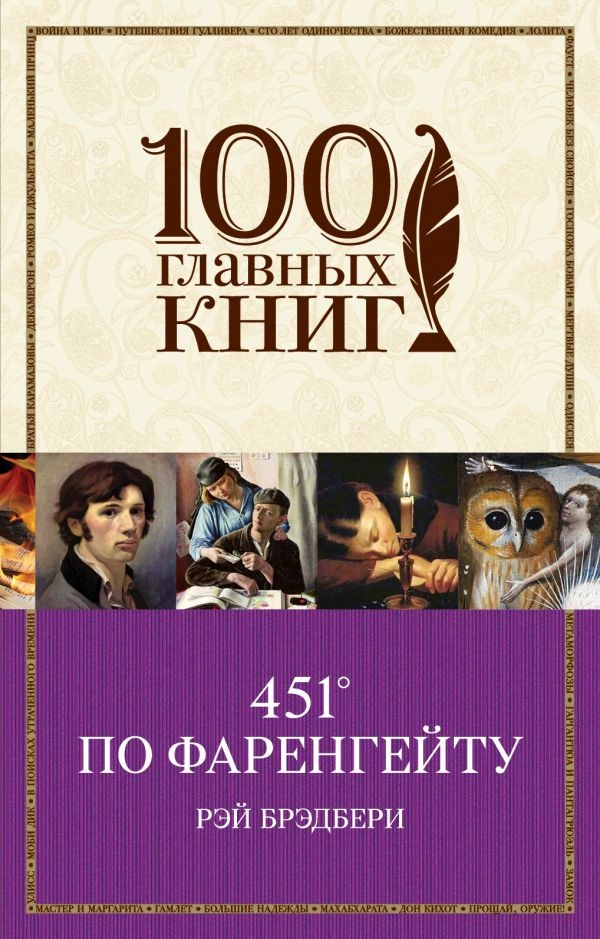 ВОЙНА И МИР * ПУТЕШЕСТВИЯ ГУЛЛИВЕРА * СТО ЛЕТ ОДИНОЧЕСТВА * БОЖЕСТВЕННАЯ КОМЕДИЯ * ЛОЛИТА
ФАУСТ * ЧЕЛОВЕК БЕЗ СВОЙСТВ * ГОСПОЖА БОВАРИ * МЕРТВЫЕ ДУШИ * ОДИССЕЯ
БРАТЬЯ КАРАМАЗОВЫ * ДЕКАМЕРОН * РОМЕО И ДЖУЛЬЕТТА * МАЛЕНЬКИЙ ПРИНЦ
100
главных
КНИГ
451°
ПО ФАРЕНГЕЙТУ
РЭЙ БРЭДБЕРИ
УЛИСС * МОБИ ДИК * В ПОИСКАХ УТРАЧЕННОГО ВРЕМЕНИ
МЕТАМОРФОЗЫ * ГАРГАНТЮА И ПАНТАГРЮЭЛЬ * ЗАМОК
МАСТЕР И МАРГАРИТА * ГАМЛЕТ * БОЛЬШИЕ НАДЕЖДЫ * МАХАБХАРАТА * ДОН КИХОТ * ПРОЩАЙ, ОРУЖИЕ!